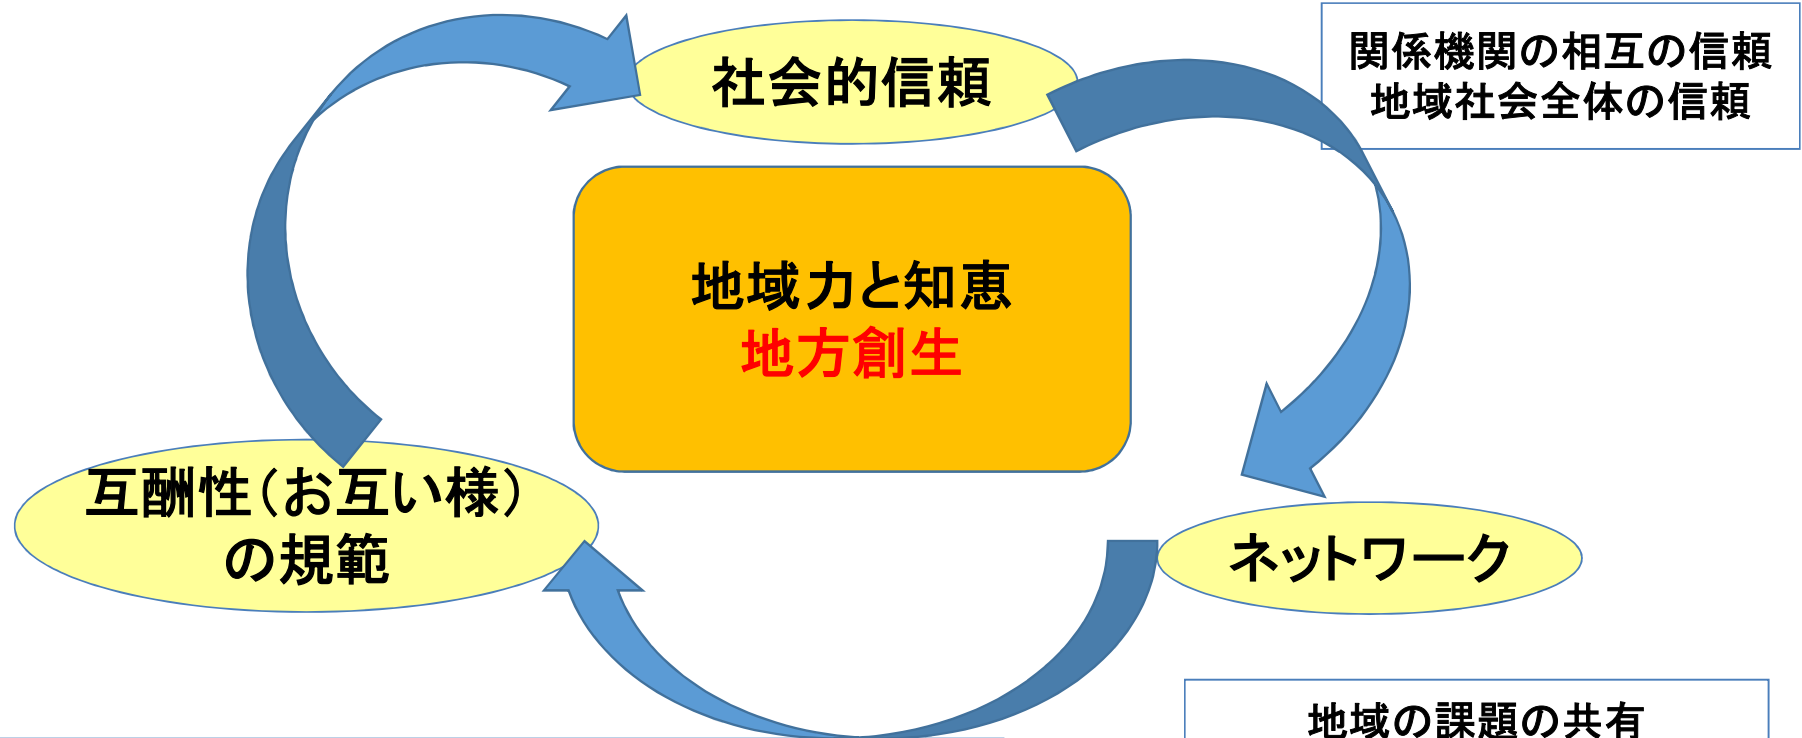 社会的信頼
関係機関の相互の信頼
地域社会全体の信頼
地域力と知恵
地方創生
互酬性（お互い様）
の規範
ネットワーク
地域の課題の共有